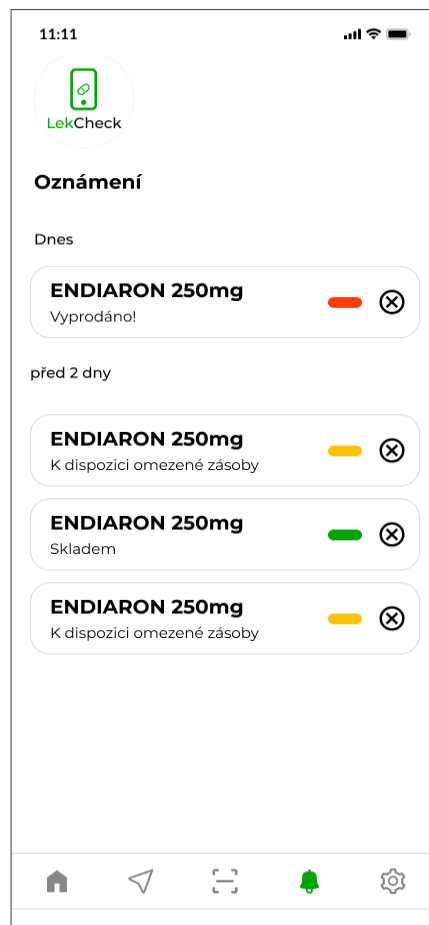 11:11
LekCheck
Oznámení
Dnes
ENDIARON 250mg
Vyprodáno!
před 2 dny
ENDIARON 250mg
K dispozici omezené zásoby
ENDIARON 250mg
Skladem
ENDIARON 250mg
K dispozici omezené zásoby